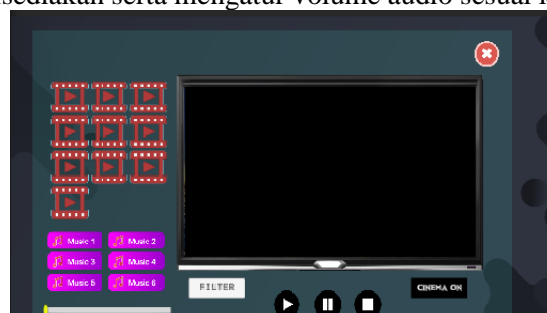 serta mengatur volume audio sesuai
Music 1 Music 2
Music 3 Music 4
Music 5 Music 6
FILTER
CINEMA ON